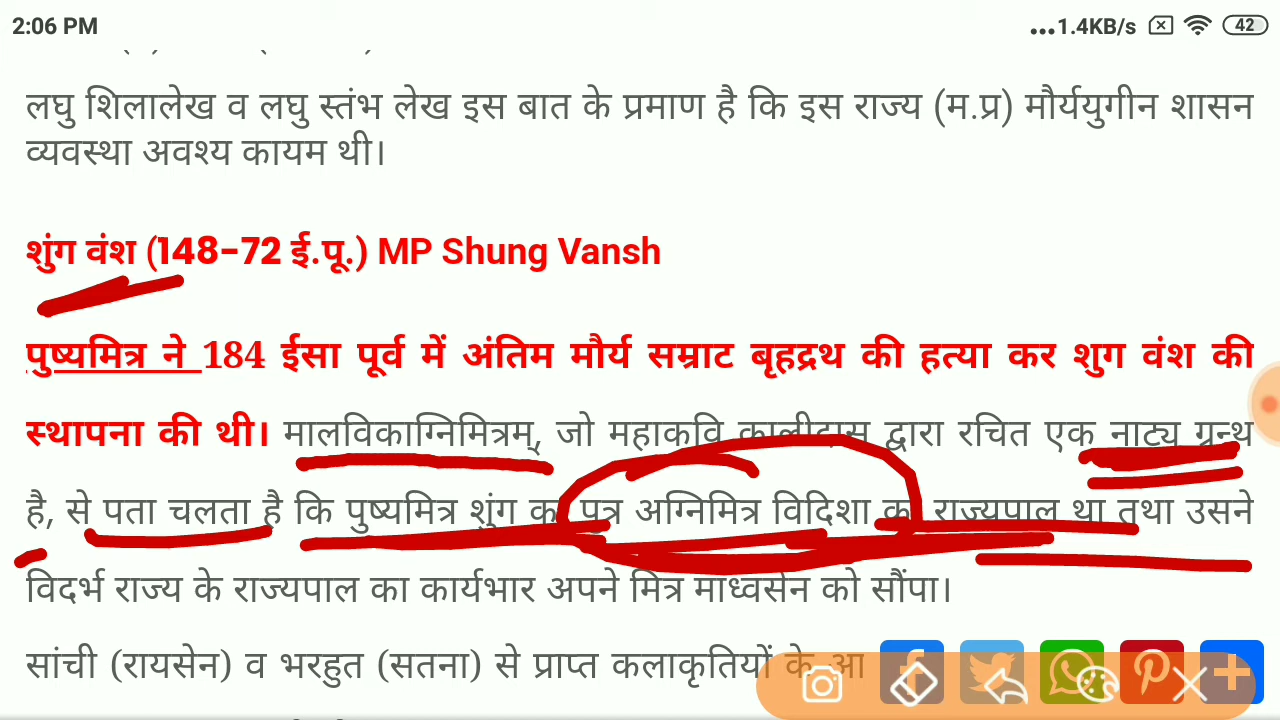 2:06 PM
...1.4KB/s
42
लघु शिलालेख व लघु स्तंभ लेख इस बात के प्रमाण है कि इस राज्य (म.प्र) मौर्ययुगीन शासन
व्यवस्था अवश्य कायम थी।
शुंग वंश (148-72 ई.पू.) MP Shung Vansh
पुष्यमित्र ने 184 ईसा पूर्व में अंतिम मौर्य सम्राट बृहद्रथ की हत्या कर शुग वंश की
स्थापना की थी। मालविकाग्निमित्रम्, जो महाकवि कालीदास द्वारा रचित एक नाट्य ग्रन्थ
है, से पता चलता है कि पुष्यमित्र शुंग का पुत्र अग्निमित्र विदिशा का राज्यपाल था तथा उसने
विदर्भ राज्य के राज्यपाल का कार्यभार अपने मित्र माध्वसेन को सौंपा।
सांची (रायसेन) व भरहुत (सतना) से प्राप्त कलाकृतियों के आ